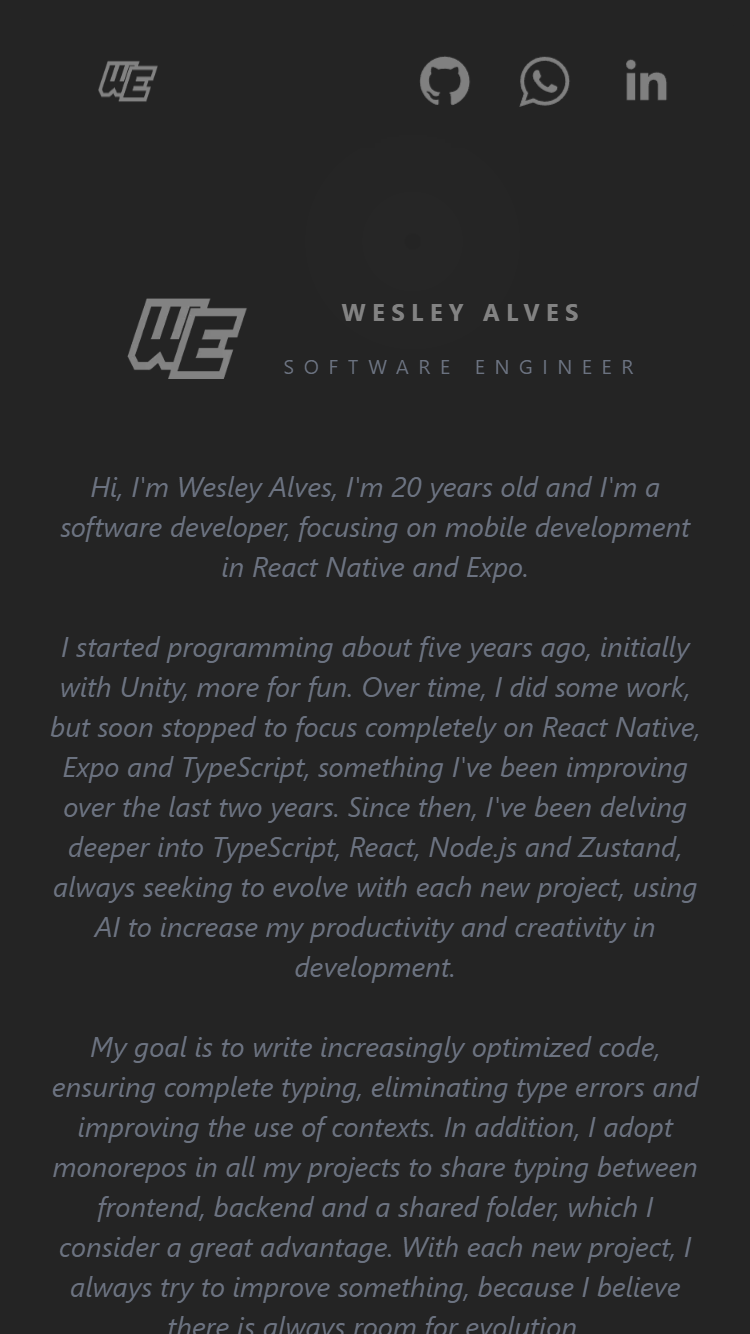 WE
WE
WESLEY ALVES
SOFTWARE ENGINEER
Hi, I'm Wesley Alves, I'm 20 years old and I'm a
software developer, focusing on mobile development
in React Native and Expo.
I started programming about five years ago, initially
with Unity, more for fun. Over time, I did some work,
but soon stopped to focus completely on React Native,
Expo and TypeScript, something I've been improving
over the last two years. Since then, I've been delving
deeper into TypeScript, React, Node.js and Zustand,
always seeking to evolve with each new project, using
AI to increase my productivity and creativity in
development.
My goal is to write increasingly optimized code,
ensuring complete typing, eliminating type errors and
improving the use of contexts. In addition, I adopt
monorepos in all my projects to share typing between
frontend, backend and a shared folder, which I
consider a great advantage. With each new project, I
always try to improve something, because I believe
there is always room for evolution